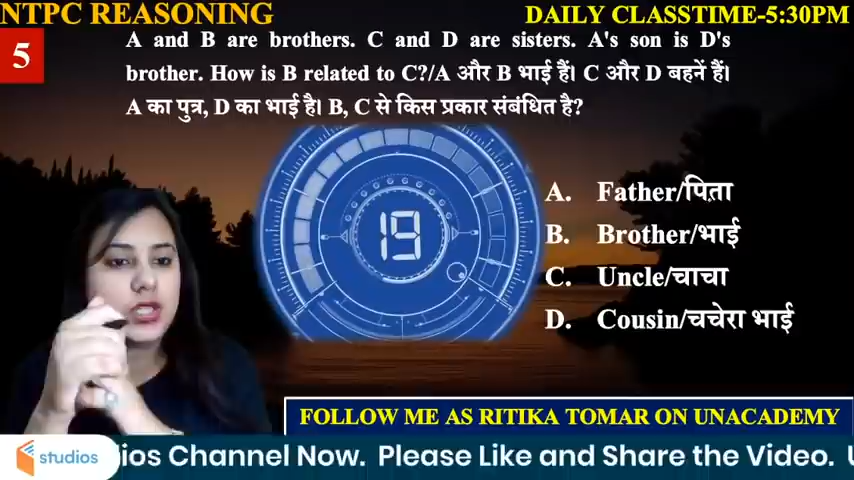 NTPC REASONING
DAILY CLASSTIME-5:30PM
5
A and B are brothers. C and D are sisters. A's son is D's
brother. How is B related to C?/A और B भाई हैं। C और D बहनें हैं।
A का पुत्र, D का भाई है। B, C से किस प्रकार संबंधित है?
19
A. Father/पिता
B. Brother/भाई
C. Uncle/चाचा
D. Cousin/चचेरा भाई
FOLLOW ME AS RITIKA TOMAR ON UNACADEMY
studios
ios Channel Now. Please Like and Share the Video. U